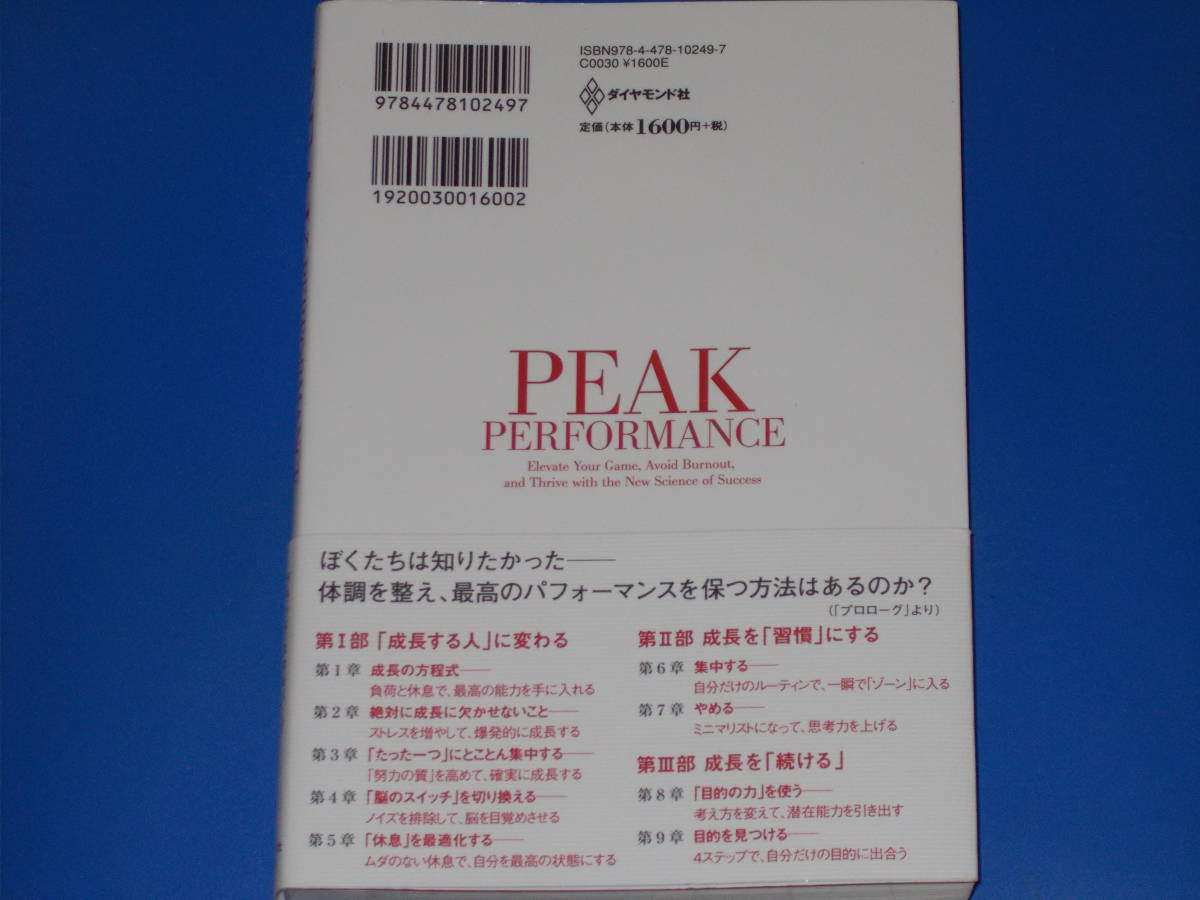 9784478102497
1920030016002
ISBN978-4-478-10249-7
C0030 ¥1600E
ダイヤモンド社
定価(本体1600円+税)
PEAK
PERFORMANCE
Elevate Your Game, Avoid Burnout,
and Thrive with the New Science of Success
ぼくたちは知りたかった――
体調を整え、最高のパフォーマンスを保つ方法はあるのか?
(「プロローグ」より)
第Ⅰ部 「成長する人」に変わる
第1章 成長の方程式――
負荷と休息で、最高の能力を手に入れる
第2章 絶対に成長に欠かせないこと――
ストレスを増やして、爆発的に成長する
第3章 「たった一つ」にとことん集中する――
「努力の質」を高めて、確実に成長する
第4章 「脳のスイッチ」を切り換える――
ノイズを排除して、脳を目覚めさせる
第5章 「休息」を最適化する――
ムダのない休息で、自分を最高の状態にする
第Ⅱ部 成長を「習慣」にする
第6章 集中する――
自分だけのルーティンで、一瞬で「ゾーン」に入る
第7章 やめる――
ミニマリストになって、思考力を上げる
第Ⅲ部 成長を「続ける」
第8章 「目的の力」を使う――
考え方を変えて、潜在能力を引き出す
第9章 目的を見つける――
4ステップで、自分だけの目的に出合う